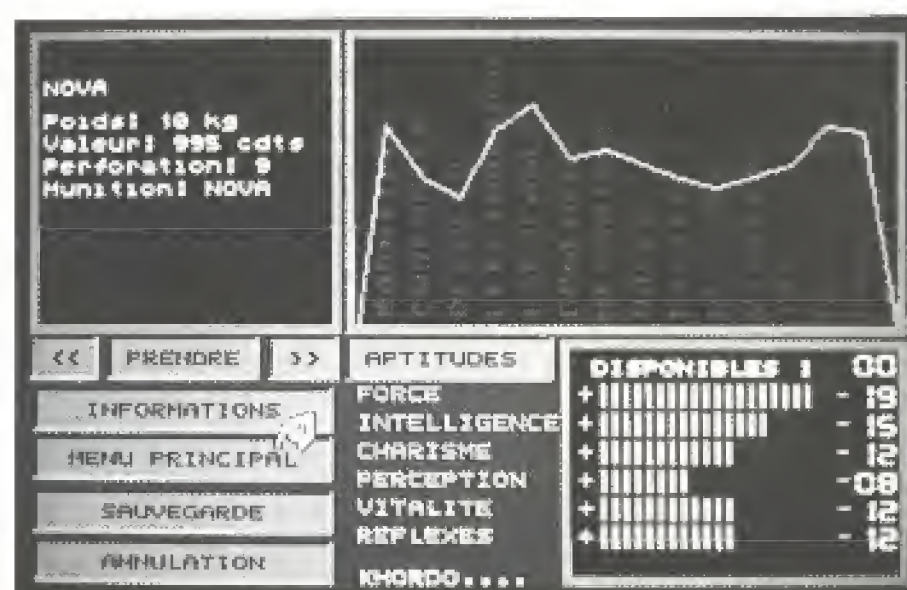 NOVA
Poids: 10 kg
Valeur: 995 cdts
Perforation: 9
Munition: NOVA
<< PRENDRE >>
INFORMATIONS
MENU PRINCIPAL
SAUVEGARDE
ANNULATION
APTITUDES
FORCE
INTELLIGENCE
CHARISME
PERCEPTION
VITALITE
REFLEXES
KHORDO....
DISPONIBLES : 00
+ - 19
+ - 15
+ - 12
+ - 08
+ - 12
+ - 12